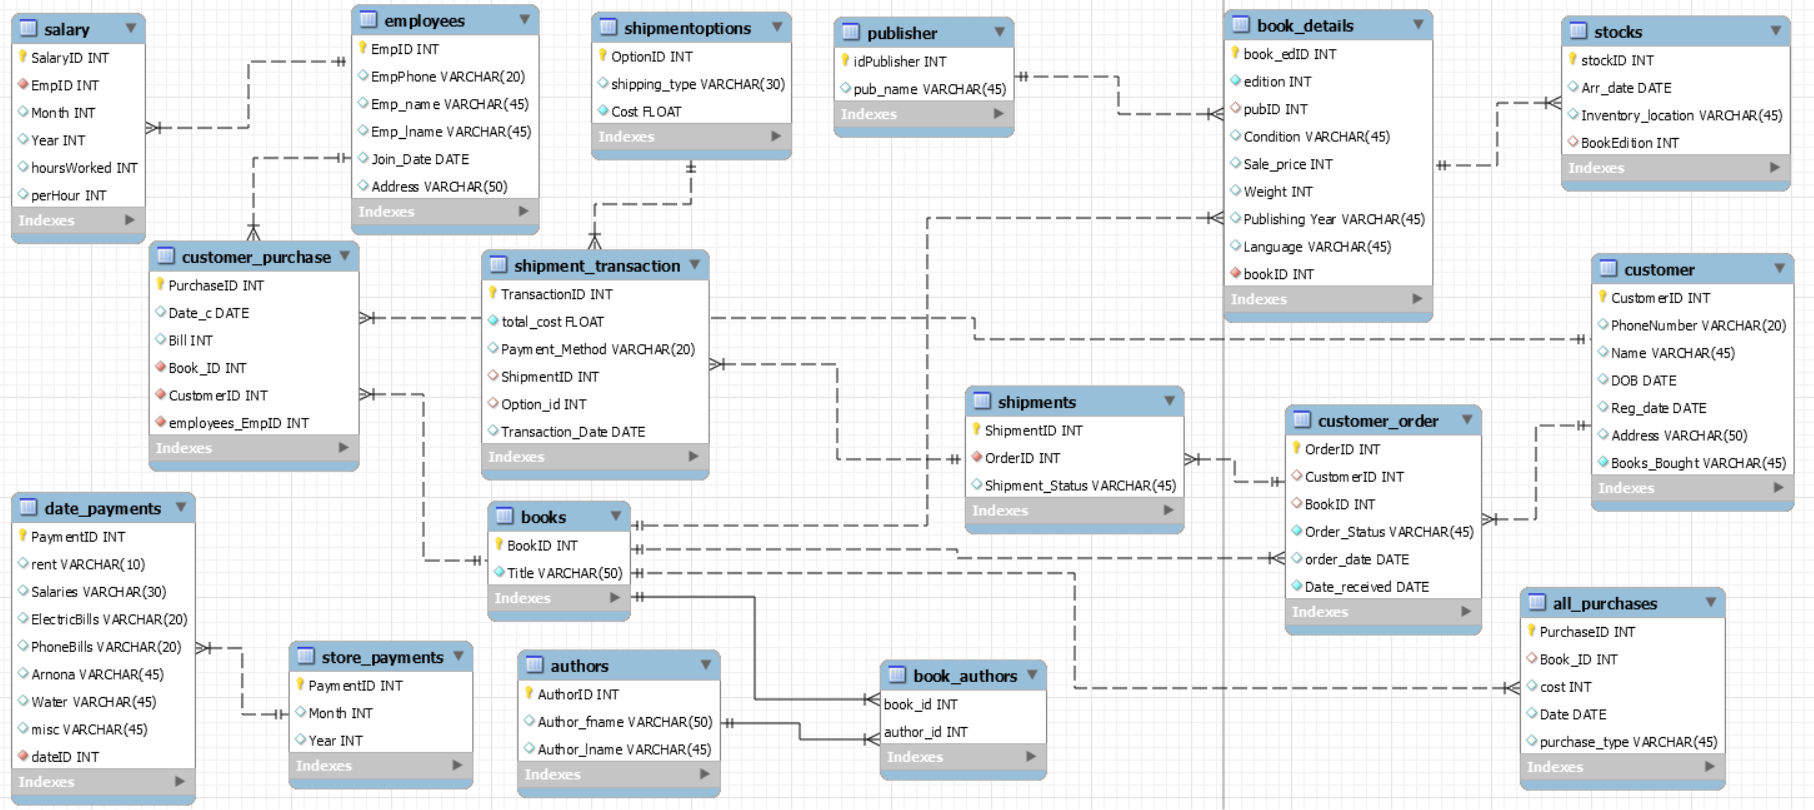 salary
SalaryID INT
EmpID INT
Month INT
Year INT
hoursWorked INT
perHour INT
Indexes
employees
EmpID INT
EmpPhone VARCHAR(20)
Emp_name VARCHAR(45)
Emp_lname VARCHAR(45)
Join_Date DATE
Address VARCHAR(50)
Indexes
shipmentoptions
OptionID INT
shipping_type VARCHAR(30)
Cost FLOAT
Indexes
publisher
idPublisher INT
pub_name VARCHAR(45)
Indexes
book_details
book_edID INT
edition INT
pubID INT
Condition VARCHAR(45)
Sale_price INT
Weight INT
Publishing Year VARCHAR(45)
Language VARCHAR(45)
bookID INT
Indexes
stocks
stockID INT
Arr_date DATE
Inventory_location VARCHAR(45)
BookEdition INT
Indexes
customer_purchase
PurchaseID INT
Date_c DATE
Bill INT
Book_ID INT
CustomerID INT
employees_EmpID INT
Indexes
shipment_transaction
TransactionID INT
total_cost FLOAT
Payment_Method VARCHAR(20)
ShipmentID INT
Option_id INT
Transaction_Date DATE
Indexes
customer
CustomerID INT
PhoneNumber VARCHAR(20)
Name VARCHAR(45)
DOB DATE
Reg_date DATE
Address VARCHAR(50)
Books_Bought VARCHAR(45)
Indexes
shipments
ShipmentID INT
OrderID INT
Shipment_Status VARCHAR(45)
Indexes
customer_order
OrderID INT
CustomerID INT
BookID INT
Order_Status VARCHAR(45)
order_date DATE
Date_received DATE
Indexes
date_payments
PaymentID INT
rent VARCHAR(10)
Salaries VARCHAR(30)
ElectricBills VARCHAR(20)
PhoneBills VARCHAR(20)
Arnona VARCHAR(45)
Water VARCHAR(45)
misc VARCHAR(45)
dateID INT
Indexes
books
BookID INT
Title VARCHAR(50)
Indexes
store_payments
PaymentID INT
Month INT
Year INT
Indexes
authors
AuthorID INT
Author_fname VARCHAR(50)
Author_lname VARCHAR(45)
Indexes
book_authors
book_id INT
author_id INT
Indexes
all_purchases
PurchaseID INT
Book_ID INT
cost INT
Date DATE
purchase_type VARCHAR(45)
Indexes